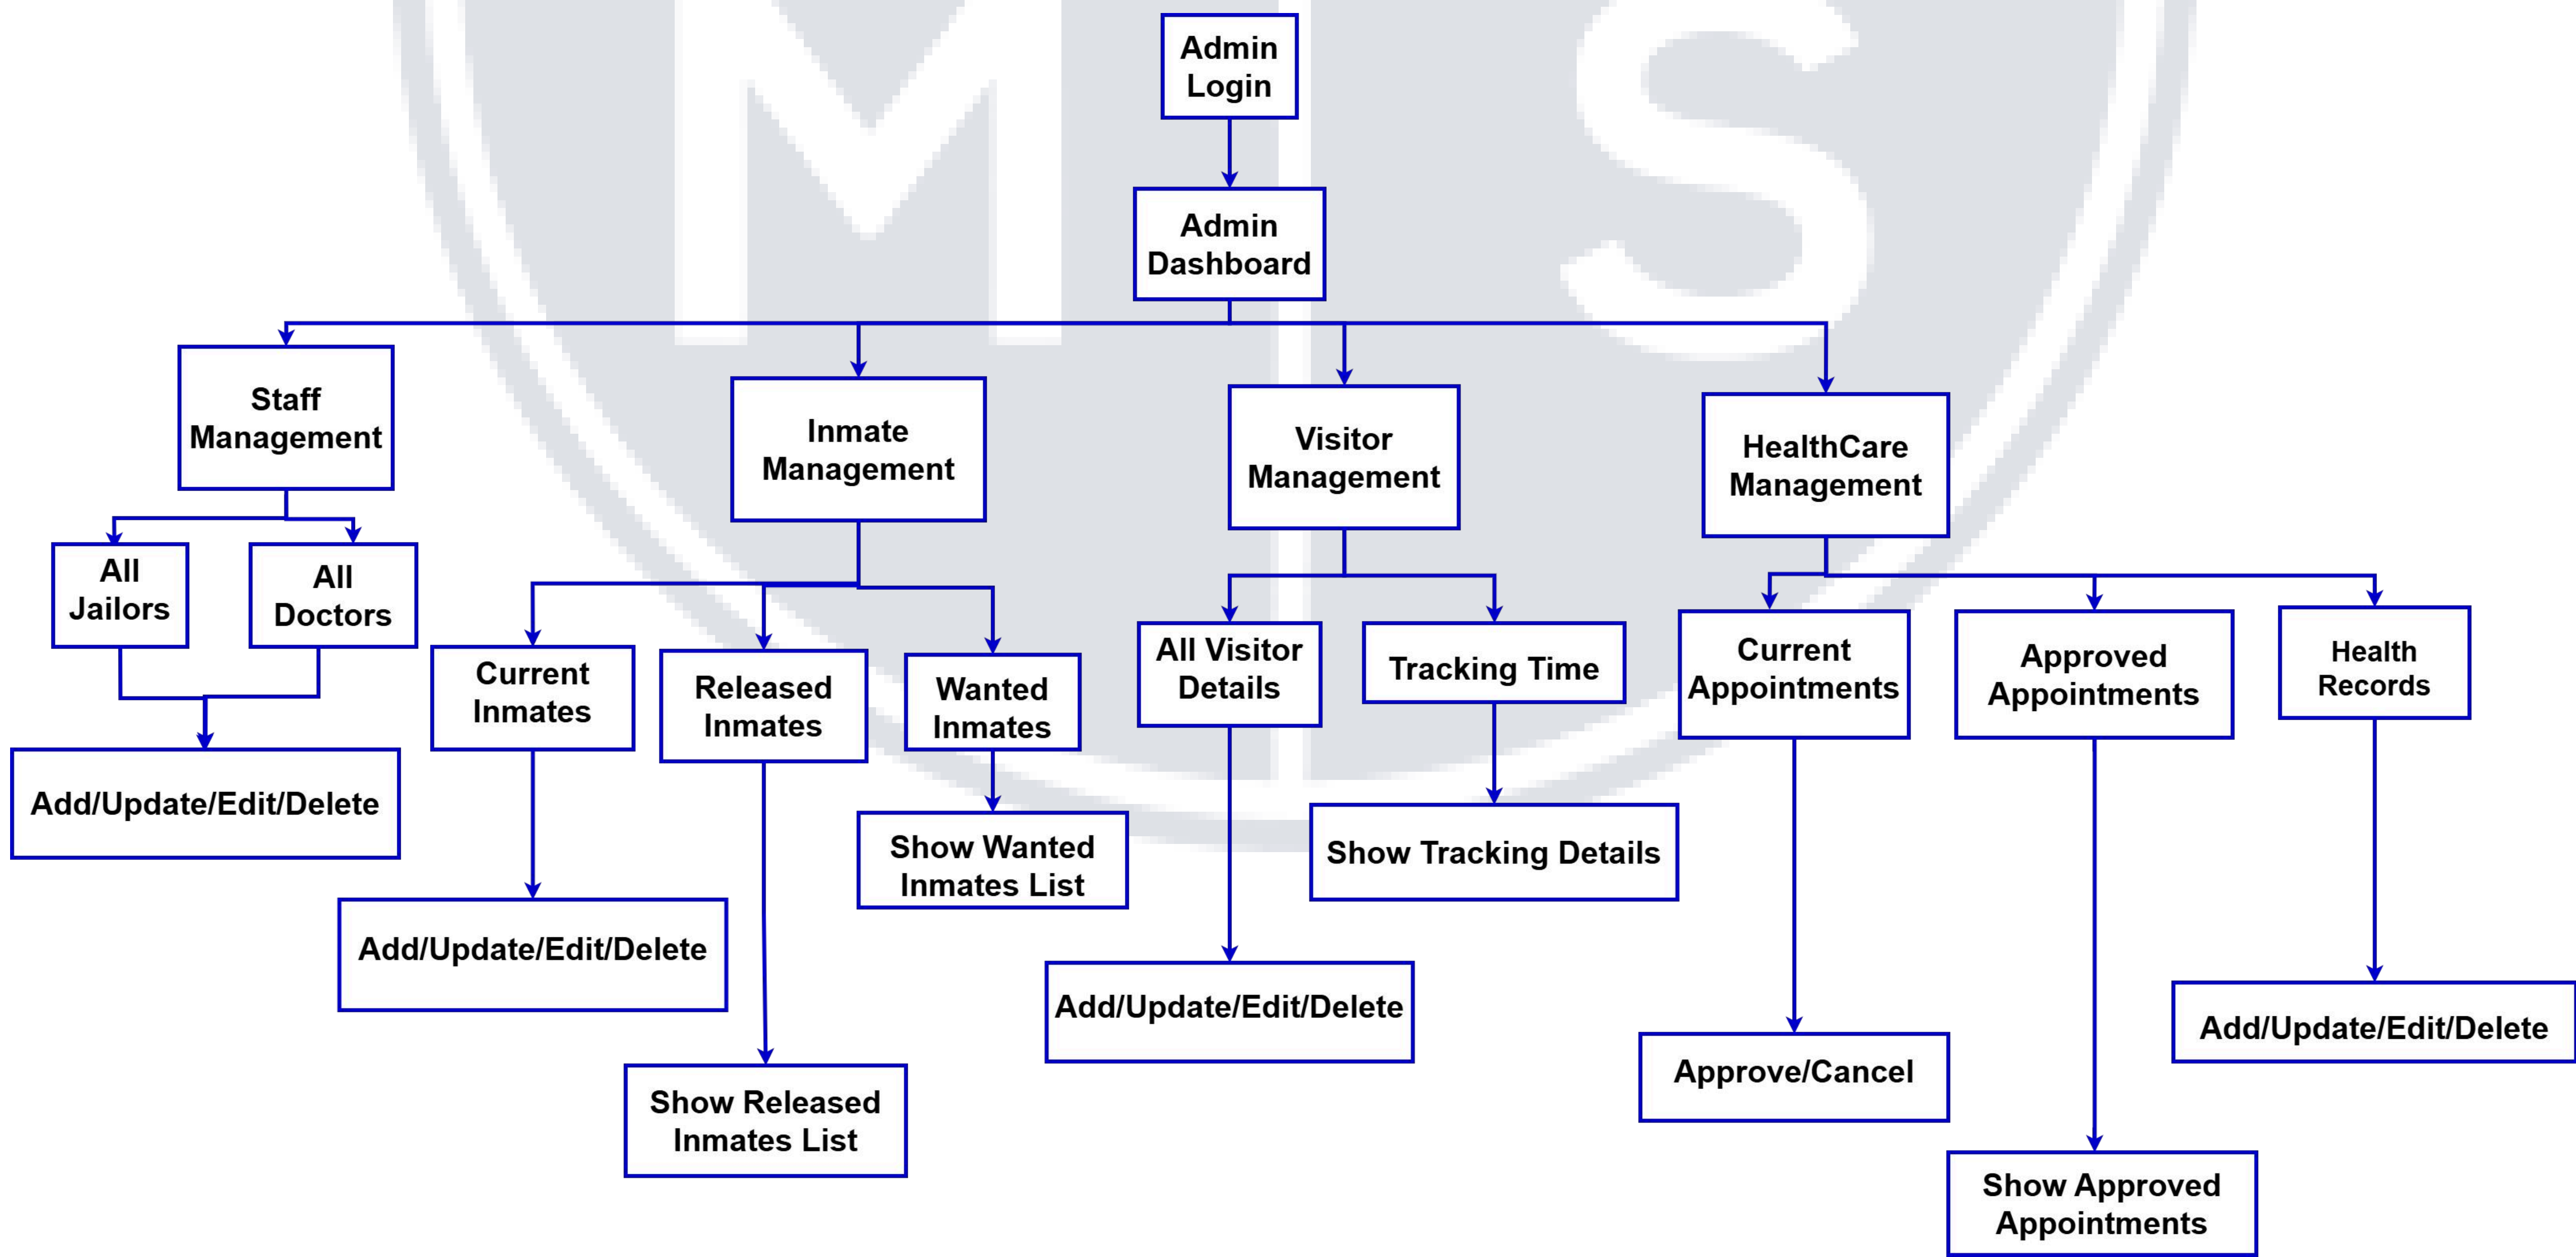 M S
Admin
Login
Admin
Dashboard
Staff
Management
Inmate
Management
Visitor
Management
HealthCare
Management
All
Jailors
All
Doctors
Current
Inmates
Released
Inmates
Wanted
Inmates
All Visitor
Details
Tracking Time
Current
Appointments
Approved
Appointments
Health
Records
Add/Update/Edit/Delete
Add/Update/Edit/Delete
Show Released
Inmates List
Show Wanted
Inmates List
Add/Update/Edit/Delete
Show Tracking Details
Approve/Cancel
Show Approved
Appointments
Add/Update/Edit/Delete